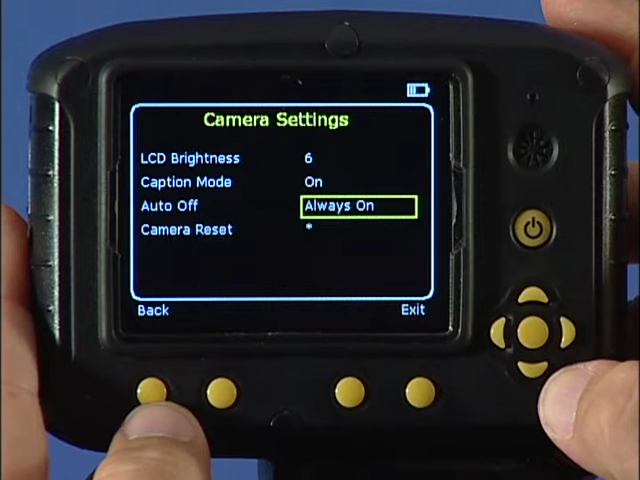 Camera Settings
LCD Brightness 6
Caption Mode On
Auto Off Always On
Camera Reset *
Back Exit